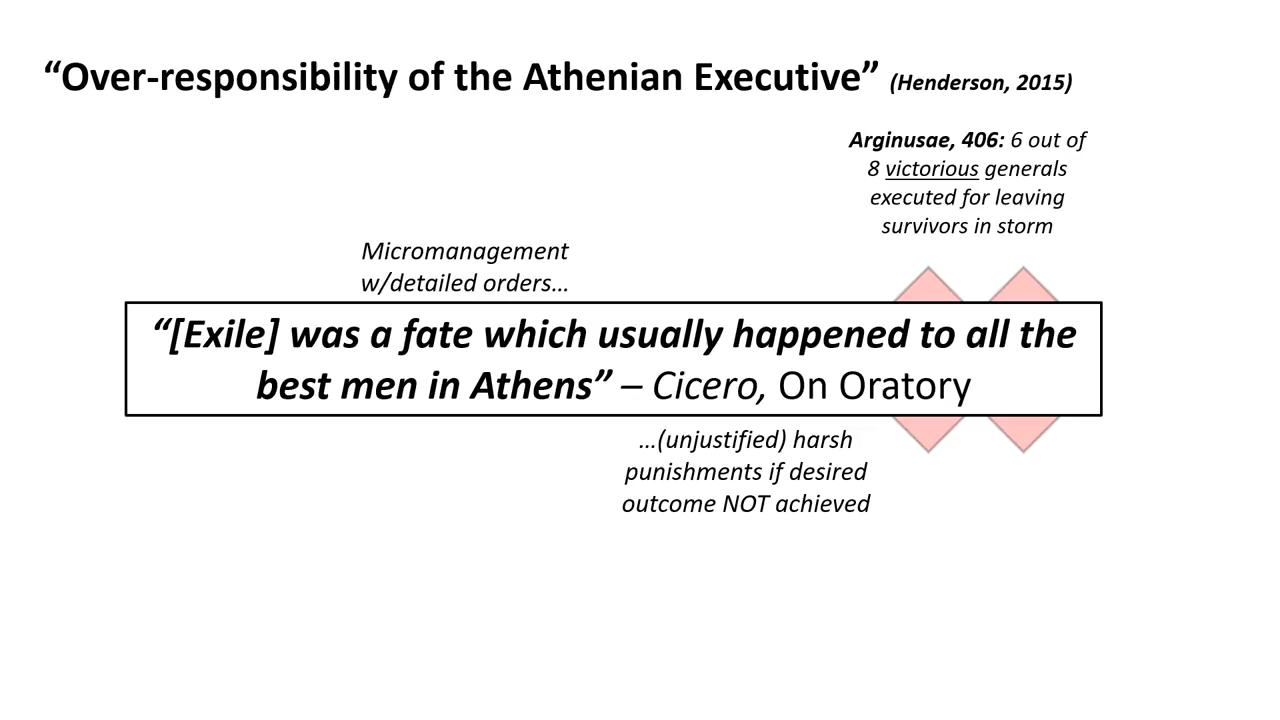 “Over-responsibility of the Athenian Executive” (Henderson, 2015)
Arginusae, 406: 6 out of
8 victorious generals
executed for leaving
survivors in storm
Micromanagement
w/detailed orders…
“[Exile] was a fate which usually happened to all the
best men in Athens” – Cicero, On Oratory
…(unjustified) harsh
punishments if desired
outcome NOT achieved